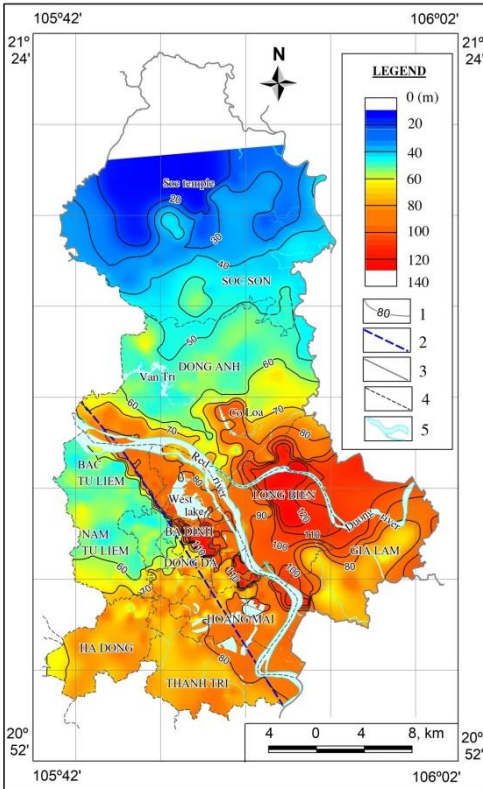 105º42'
106º02'
21º
24'
21º
24'
N
LEGEND
0 (m)
20
40
60
80
100
120
140
80
1
2
3
4
5
Soc temple
20
30
40
SOC SON
50
DONG ANH
60
Van Tri
60
70
Co Loa
70
80
BAC
TU LIEM
Red river
80
LONG BIEN
West
lake
120
110
Duong river
90
BA DINH
100
NAM
TU LIEM
110
GIA LAM
DONG DA
80
60
100
70
110
HOANG MAI
HA DONG
80
THANH TRI
20º
52'
4 0 4 8, km
20º
52'
105º42'
106º02'